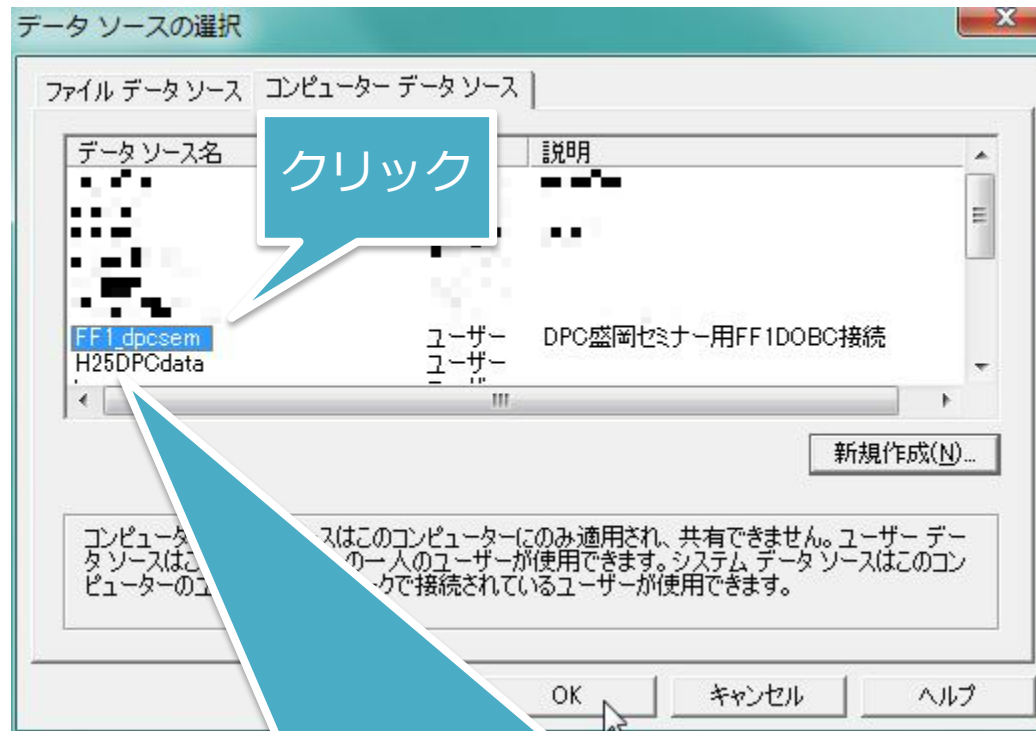 データ ソースの選択
ファイル データ ソース コンピューター データ ソース
データ ソース名 説明
クリック
FF1_dpcsem ユーザー DPC盛岡セミナー用FF1DOBC接続
H25DPCdata ユーザー
新規作成(N)...
コンピュータ スはこのコンピューターにのみ適用され、共有できません。ユーザー デー
タ ソースは の一人のユーザーが使用できます。システム データ ソースはこのコン
ピューターの クで接続されているユーザーが使用できます。
OK キャンセル ヘルプ